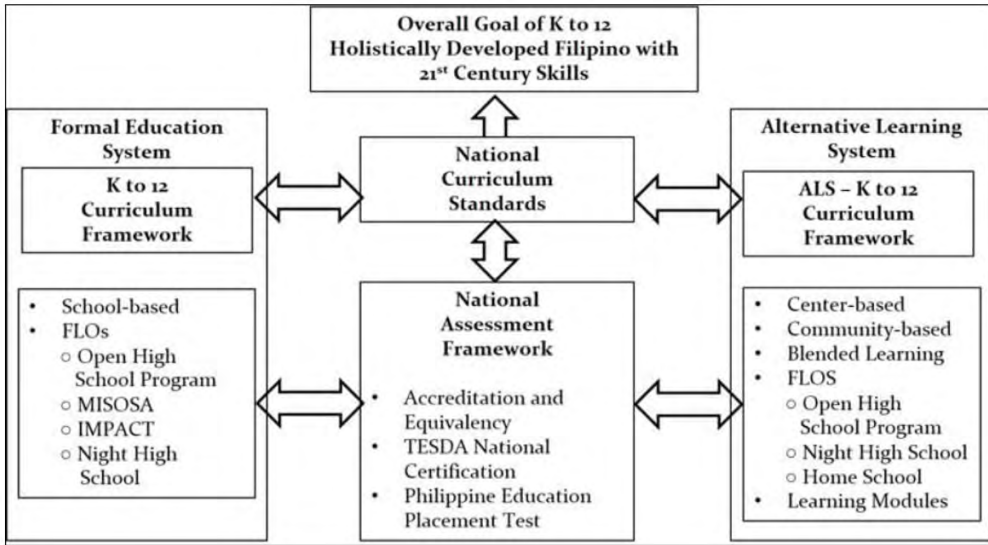 Overall Goal of K to 12
Holistically Developed Filipino with
21st Century Skills
Formal Education
System
K to 12
Curriculum
Framework
• School-based
• FLOs
○ Open High
School Program
○ MISOSA
○ IMPACT
○ Night High
School
National
Curriculum
Standards
National
Assessment
Framework
• Accreditation and
Equivalency
• TESDA National
Certification
• Philippine Education
Placement Test
Alternative Learning
System
ALS – K to 12
Curriculum
Framework
• Center-based
• Community-based
• Blended Learning
• FLOS
○ Open High
School Program
○ Night High School
○ Home School
• Learning Modules